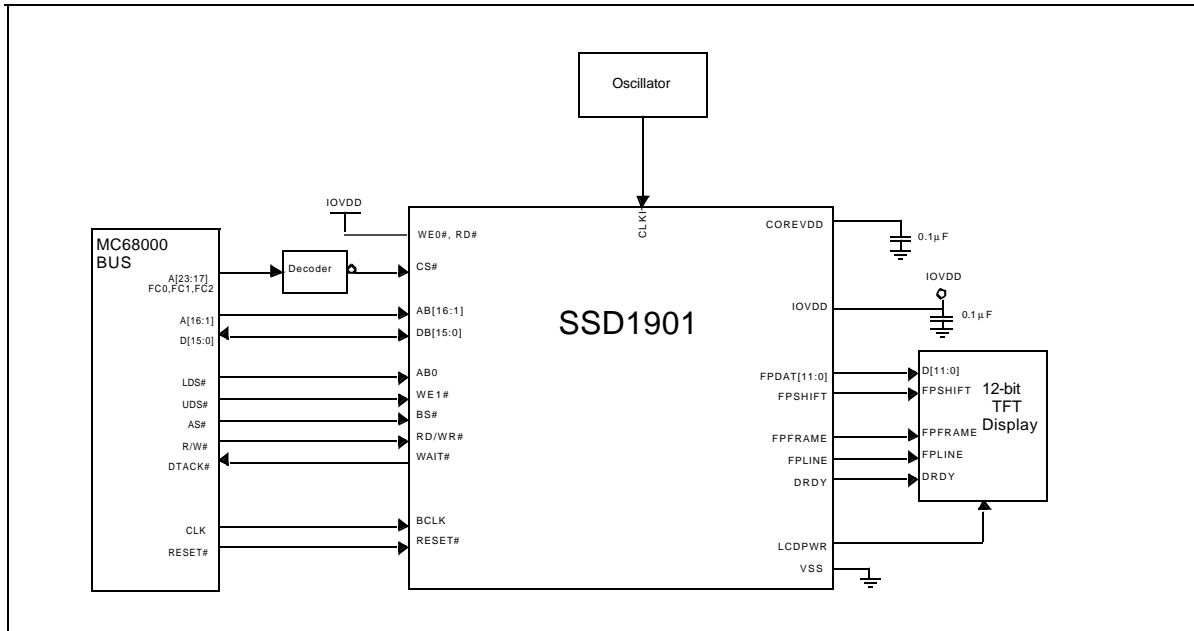 Oscillator
IOVDD
CLKI
MC68000
BUS
A[23:17]
FC0,FC1,FC2
A[16:1]
D[15:0]
LDS#
UDS#
AS#
R/W#
DTACK#
CLK
RESET#
Decoder
WE0#, RD#
CS#
AB[16:1]
DB[15:0]
AB0
WE1#
BS#
RD/WR#
WAIT#
BCLK
RESET#
SSD1901
COREVDD
0.1µF
IOVDD
IOVDD
0.1µF
FPDAT[11:0]
FPSHIFT
FPFRAME
FPLINE
DRDY
LCDPWR
VSS
D[11:0]
FPSHIFT
12-bit
TFT
Display
FPFRAME
FPLINE
DRDY